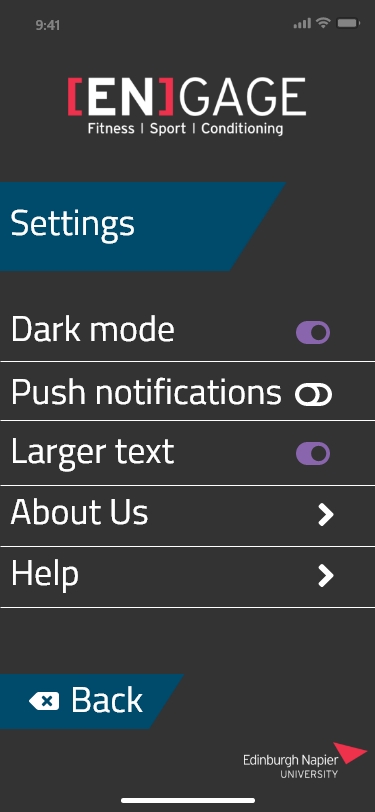 9:41
[EN]GAGE
Fitness | Sport | Conditioning
Settings
Dark mode
Push notifications
Larger text
About Us
Help
Back
Edinburgh Napier
UNIVERSITY